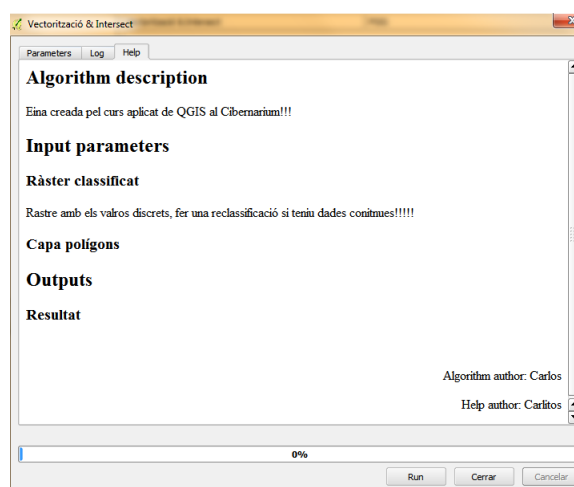 Vectorització & Intersect
Parameters Log Help
Algorithm description
Eina creada pel curs aplicat de QGIS al Cibernarium!!!
Input parameters
Ràster classificat
Rastre amb els valros discrets, fer una reclassificació si teniu dades conitnues!!!!!
Capa polígons
Outputs
Resultat
Algorithm author: Carlos
Help author: Carlitos
0%
Run Cerrar Cancelar